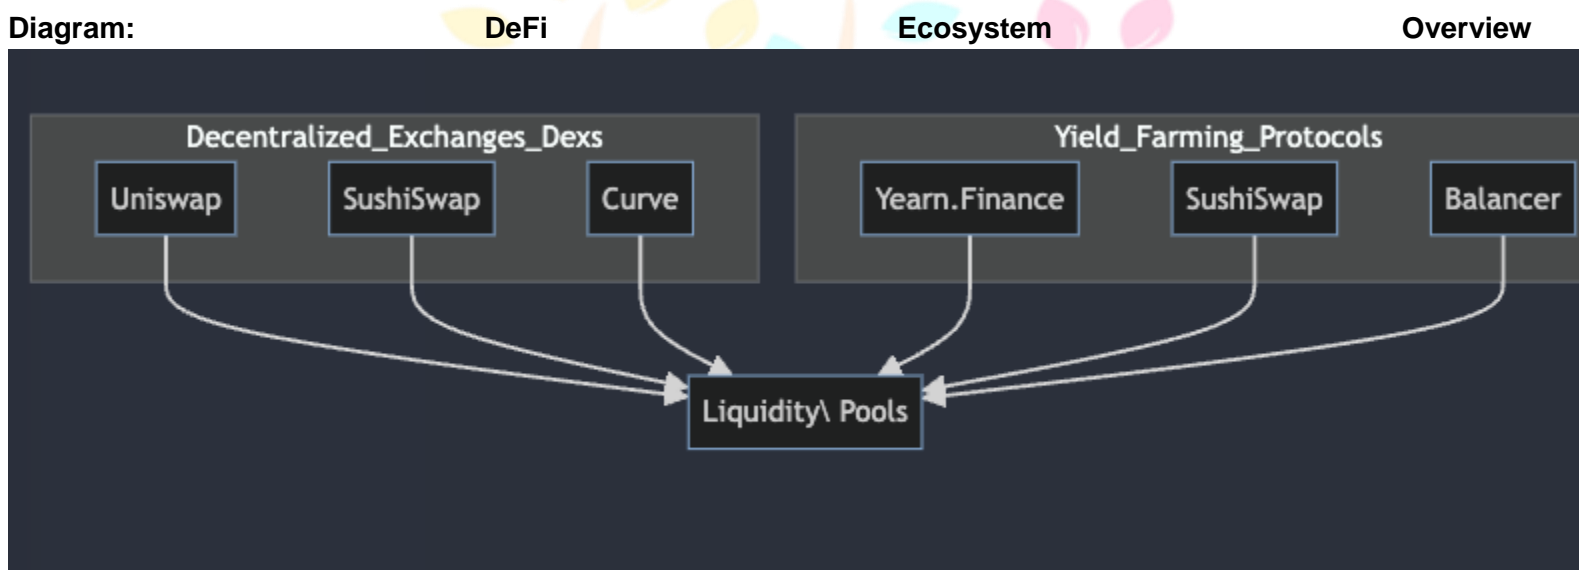 Diagram: DeFi Ecosystem Overview
Decentralized_Exchanges_Dexs
Yield_Farming_Protocols
Uniswap
SushiSwap
Curve
Yearn.Finance
SushiSwap
Balancer
Liquidity\ Pools